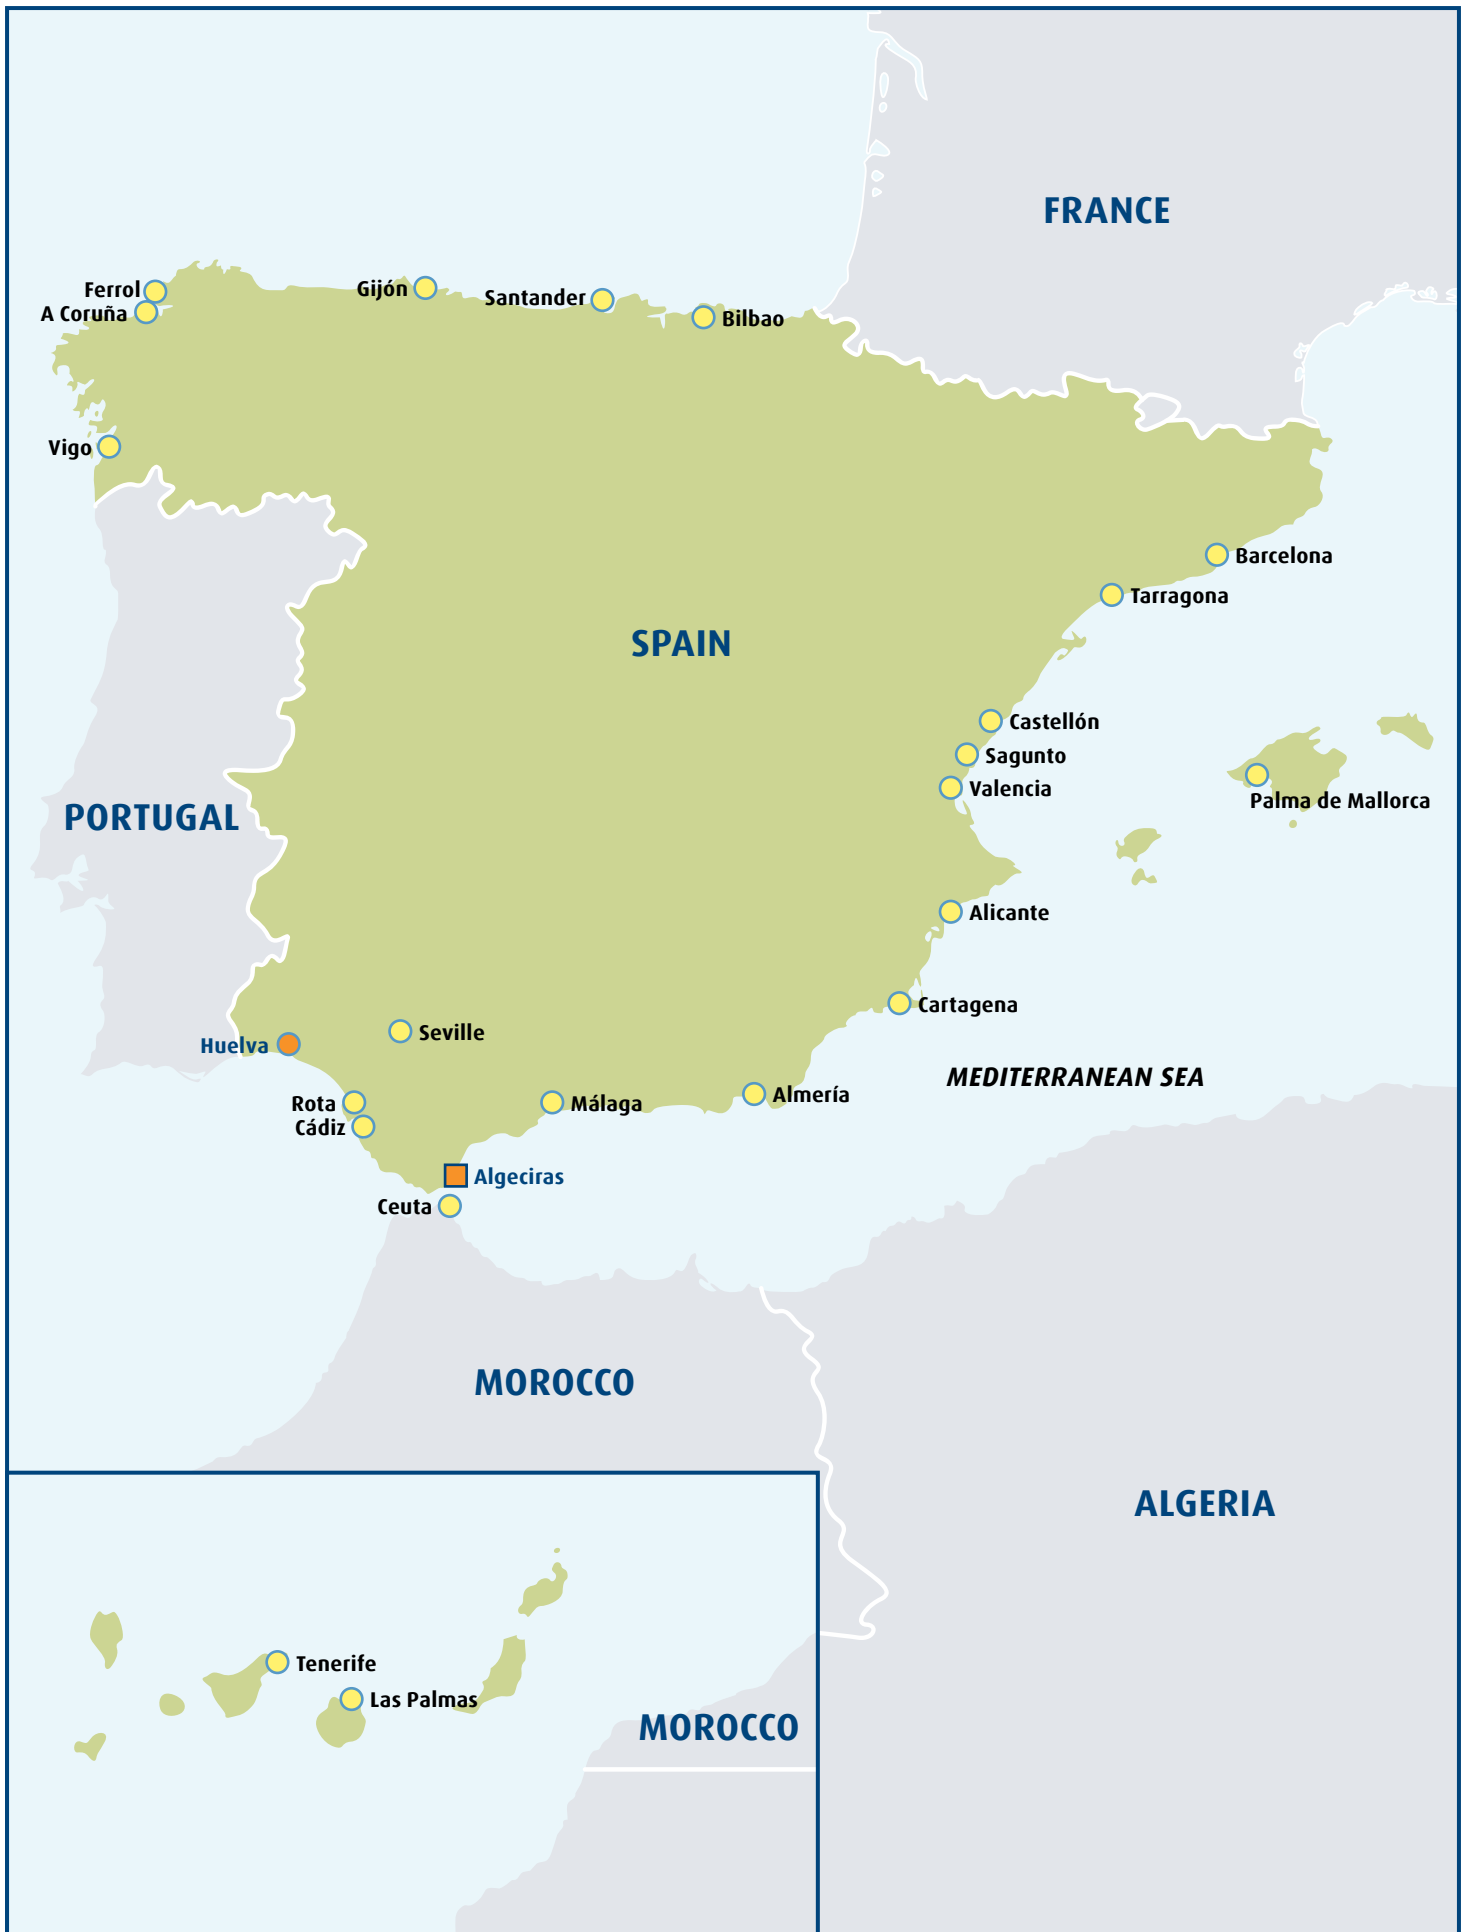 FRANCE
Ferrol
A Coruña
Gijón
Santander
Bilbao
Vigo
Barcelona
Tarragona
SPAIN
Castellón
Sagunto
Valencia
Palma de Mallorca
PORTUGAL
Alicante
Cartagena
Seville
Huelva
MEDITERRANEAN SEA
Rota
Cádiz
Málaga
Almería
Algeciras
Ceuta
MOROCCO
ALGERIA
Tenerife
Las Palmas
MOROCCO